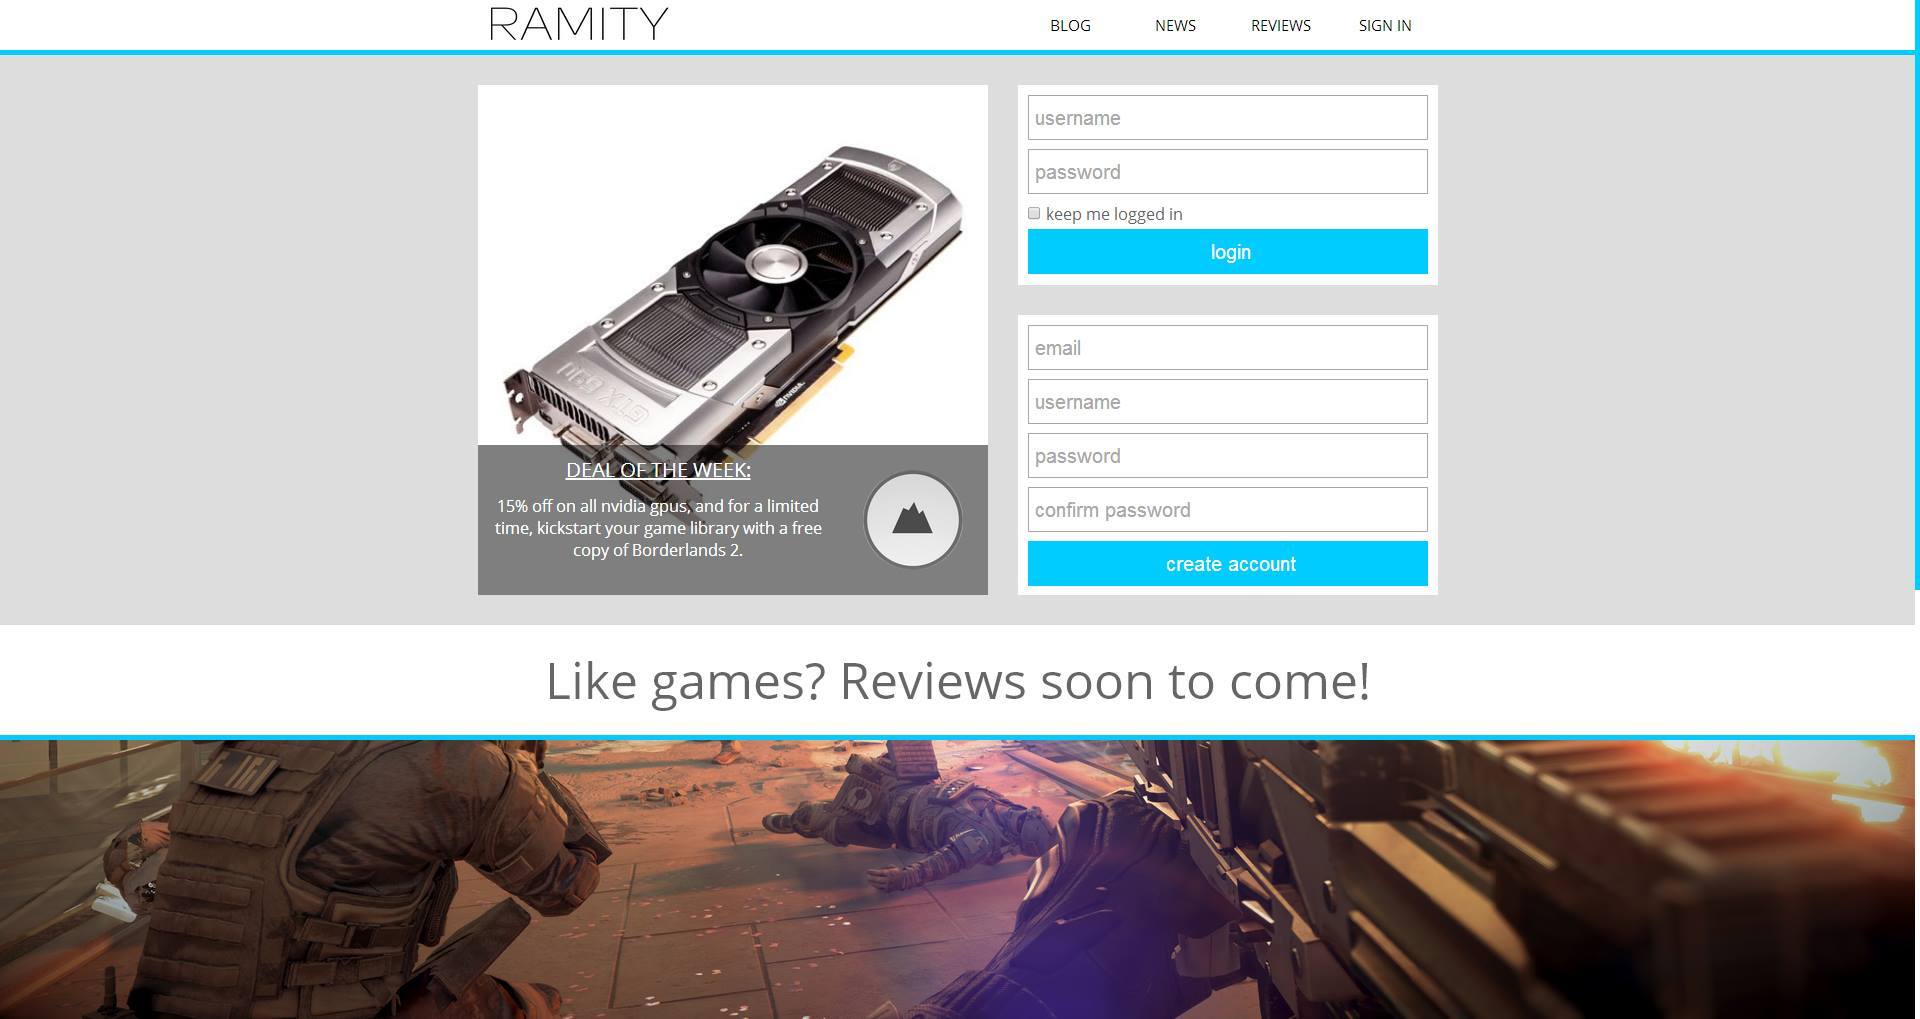 RAMITY
BLOG NEWS REVIEWS SIGN IN
username
password
keep me logged in
login
GTX 690
NVIDIA
DEAL OF THE WEEK:
15% off on all nvidia gpus, and for a limited
time, kickstart your game library with a free
copy of Borderlands 2.
email
username
password
confirm password
create account
Like games? Reviews soon to come!